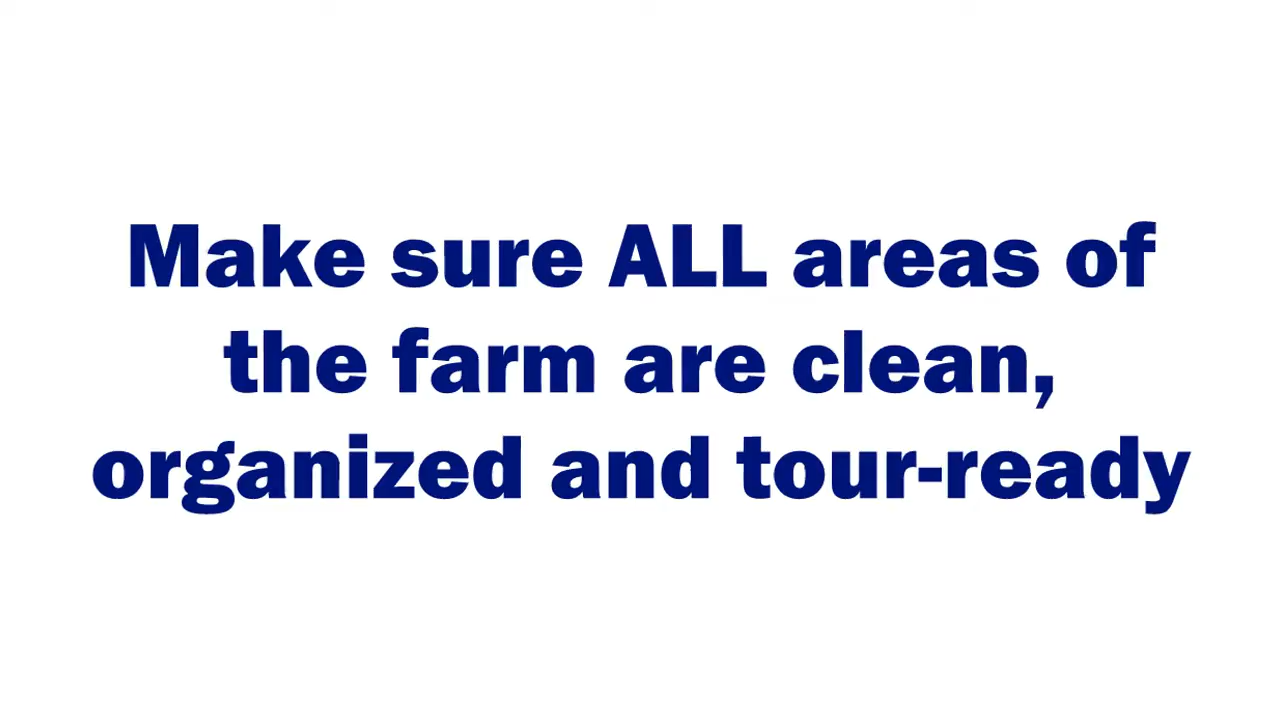 Make sure ALL areas of
the farm are clean,
organized and tour-ready